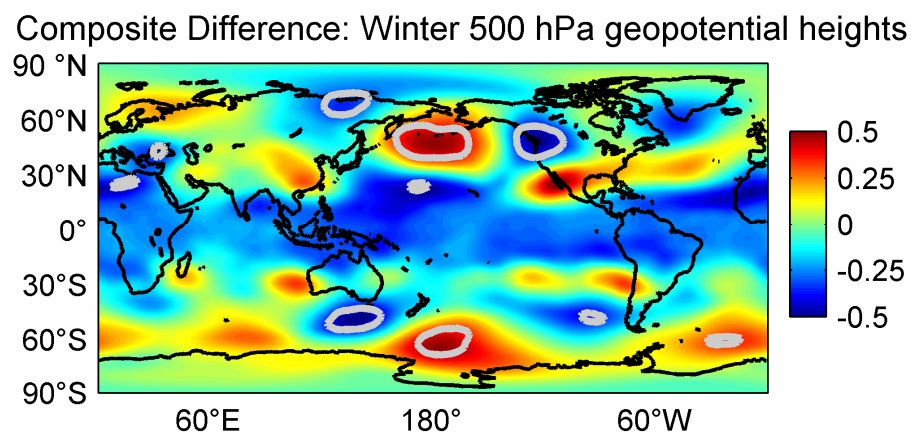 Composite Difference: Winter 500 hPa geopotential heights
90 °N
60°N
30°N
0°
30°S
60°S
90°S
60°E 180° 60°W
0.5
0.25
0
-0.25
-0.5